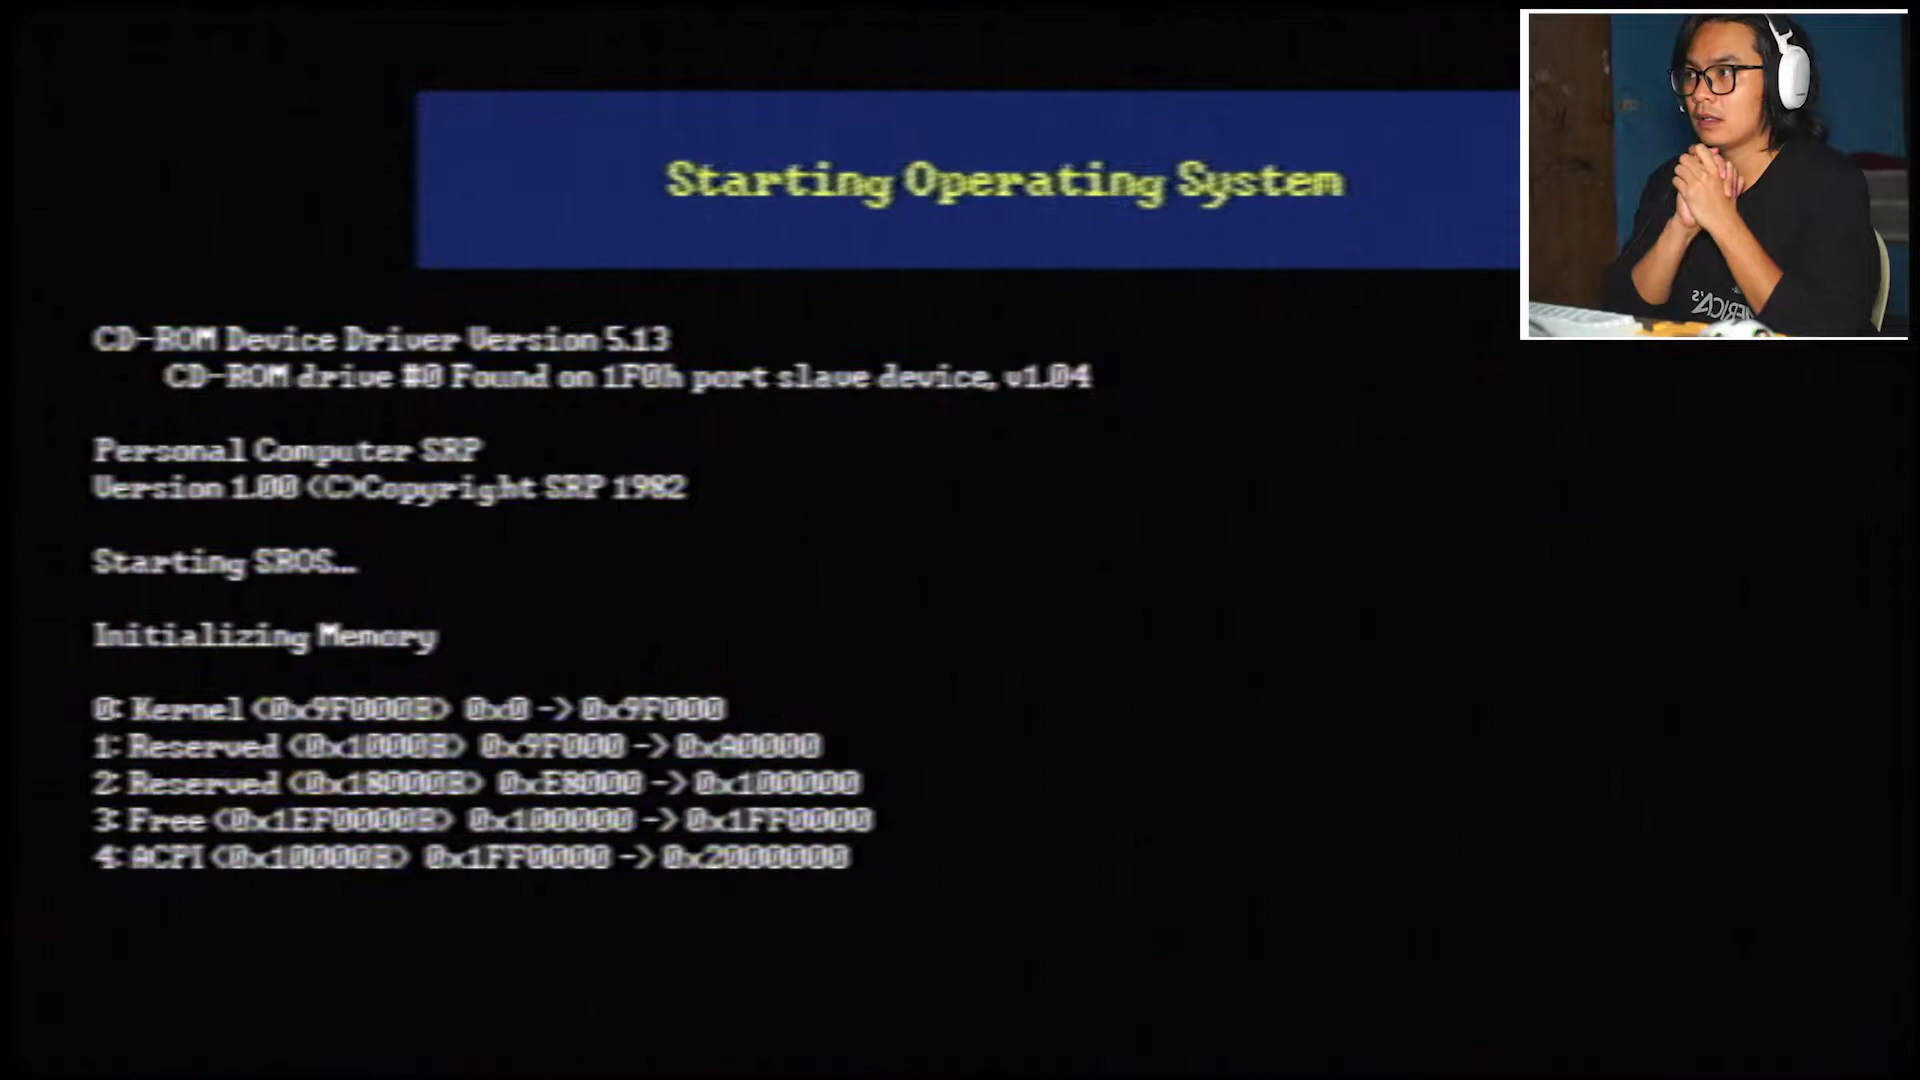 Starting Operating System
CD-ROM Device Driver Version 5.13
CD-ROM drive #0 Found on 1F0h port slave device, v1.04
Personal Computer SRP
Version 1.00 (C)Copyright SRP 1982
Starting SROS...
Initializing Memory
0: Kernel (0x9F000B) 0x0 -> 0x9F000
1: Reserved (0x1000B) 0x9F000 -> 0xA0000
2: Reserved (0x18000B) 0xE8000 -> 0x100000
3: Free (0x1EF0000B) 0x100000 -> 0x1FF0000
4: ACPI (0x10000B) 0x1FF0000 -> 0x2000000